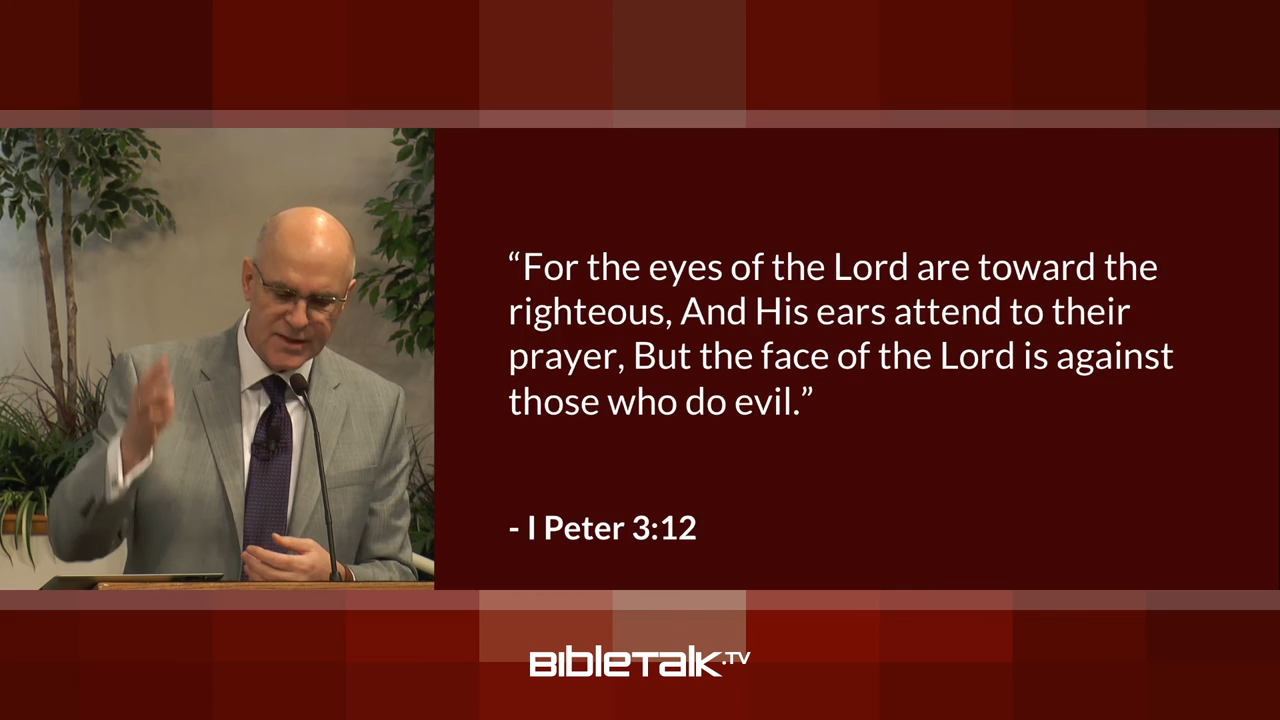 “For the eyes of the Lord are toward the
righteous, And His ears attend to their
prayer, But the face of the Lord is against
those who do evil.”
- I Peter 3:12
BibleTalk.TV